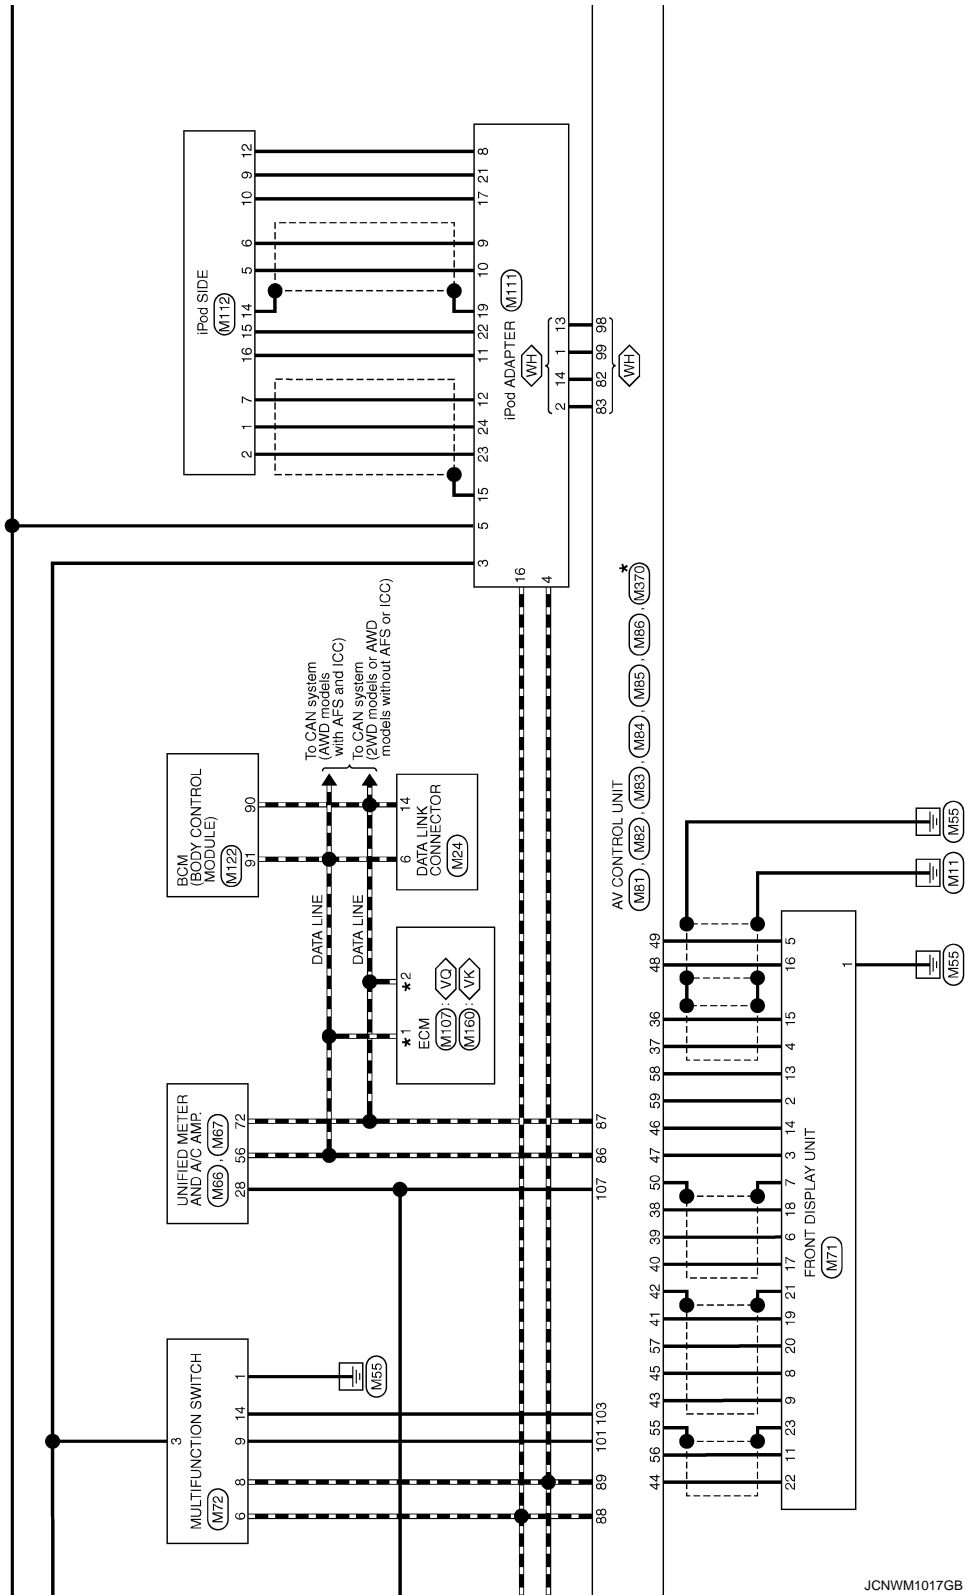 iPod SIDE
M112
12
9
10
6
5
14
15
16
7
1
2
8
21
17
9
10
19
22
11
12
24
23
15
5
3
iPod ADAPTER
M111
WH
13
1
14
2
98
99
82
83
WH
16
4
To CAN system
(AWD models
with AFS and ICC)
To CAN system
(2WD models or AWD
models without AFS or ICC)
BCM
(BODY CONTROL
MODULE)
M122
90
91
14
6
DATA LINK
CONNECTOR
M24
DATA LINE
DATA LINE
★2
★1
ECM
M107 : VQ
M160 : VK
UNIFIED METER
AND A/C AMP.
M66 , M67
72
56
28
87
86
107
MULTIFUNCTION SWITCH
M72
3
1
14
9
8
6
M55
103
101
89
88
AV CONTROL UNIT
M81 , M82 , M83 , M84 , M85 , M86 , M370
★
49
48
36
37
58
59
46
47
50
38
39
40
42
41
57
45
43
55
56
44
5
16
15
4
13
2
14
3
7
18
6
17
21
19
20
8
9
23
11
22
1
FRONT DISPLAY UNIT
M71
M55
M11
M55
JCNWM1017GB